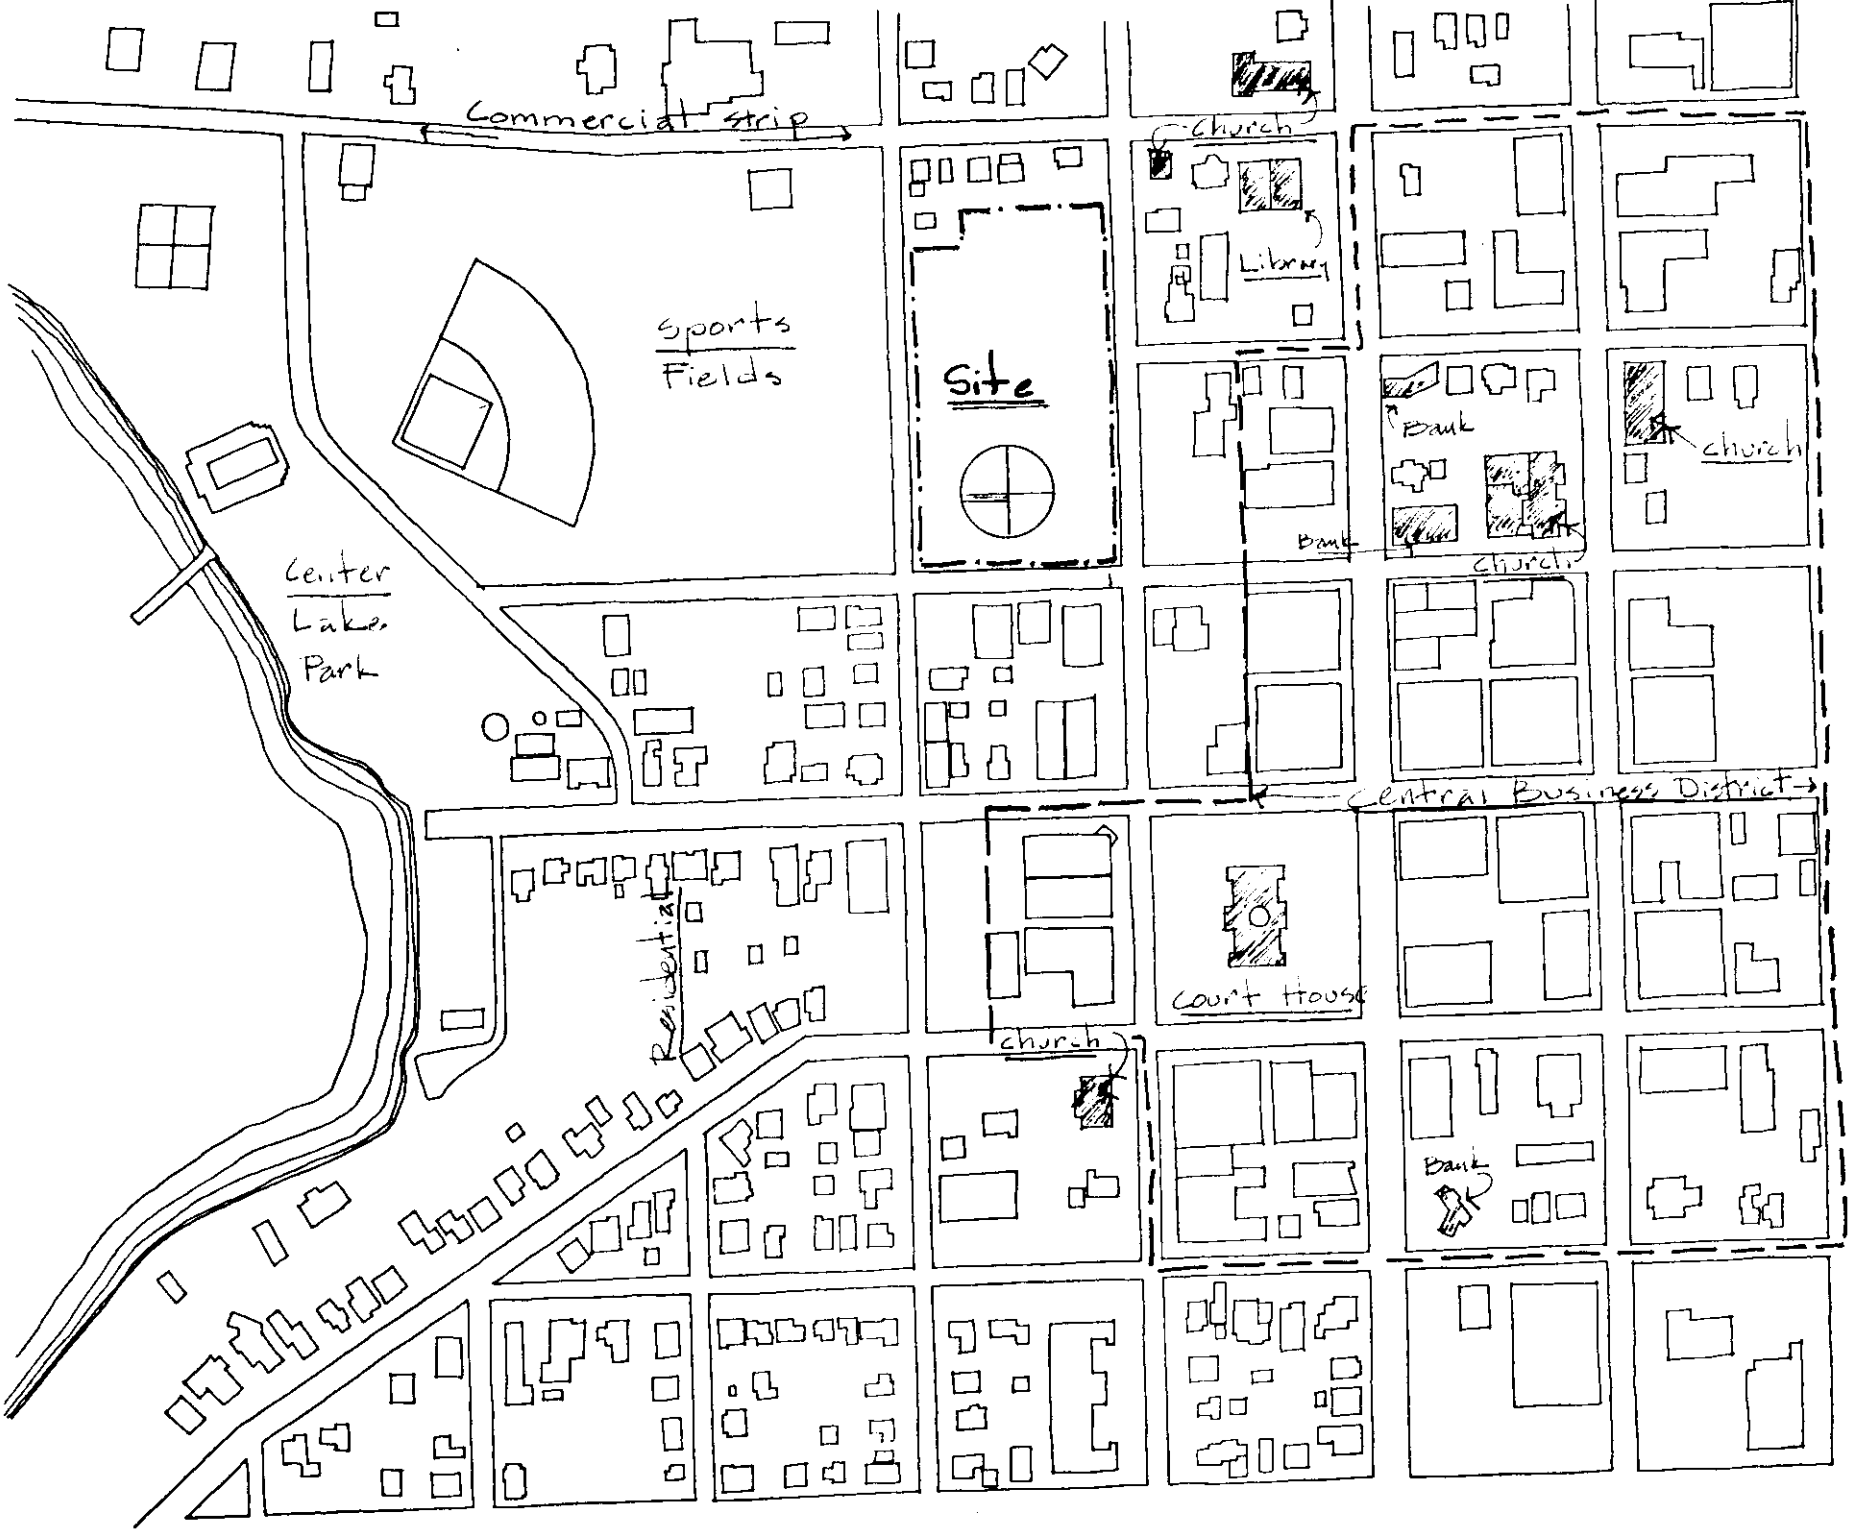 Commercial strip
church
Library
Sports
Fields
Site
Bank
church
Bank
church
Center
Lake
Park
Central Business District
Residential
Court House
church
Bank